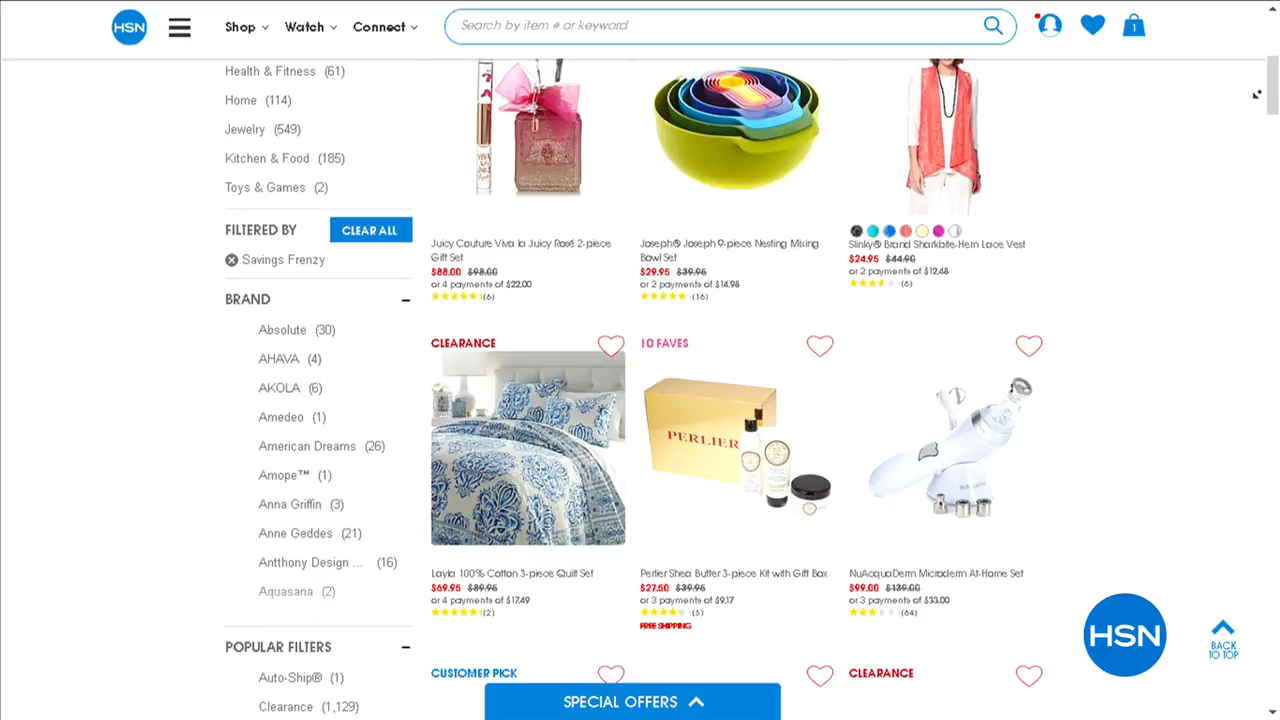 HSN
Shop
Watch
Connect
Search by item # or keyword
1
Health & Fitness (61)
Home (114)
Jewelry (549)
Kitchen & Food (185)
Toys & Games (2)
FILTERED BY
CLEAR ALL
Savings Frenzy
BRAND
Absolute (30)
AHAVA (4)
AKOLA (6)
Amedeo (1)
American Dreams (26)
Amope™ (1)
Anna Griffin (3)
Anne Geddes (21)
Antthony Design ... (16)
Aquasana (2)
POPULAR FILTERS
Auto-Ship® (1)
Clearance (1,129)
Juicy Couture Viva la Juicy Rosé 2-piece
Gift Set
$88.00 $98.00
or 4 payments of $22.00
(6)
Joseph® Joseph 9-piece Nesting Mixing
Bowl Set
$29.95 $39.95
or 2 payments of $14.98
(16)
Slinky® Brand Sharkbite-Hem Lace Vest
$24.95 $44.90
or 2 payments of $12.48
(6)
CLEARANCE
Layla 100% Cotton 3-piece Quilt Set
$69.95 $89.95
or 4 payments of $17.49
(2)
10 FAVES
PERLIER
Perlier Shea Butter 3-piece Kit with Gift Box
$27.50 $39.95
or 3 payments of $9.17
(5)
FREE SHIPPING
NuAcquaDerm Microderm At-Home Set
$99.00 $139.00
or 3 payments of $33.00
(64)
CUSTOMER PICK
CLEARANCE
SPECIAL OFFERS
HSN
BACK
TO TOP